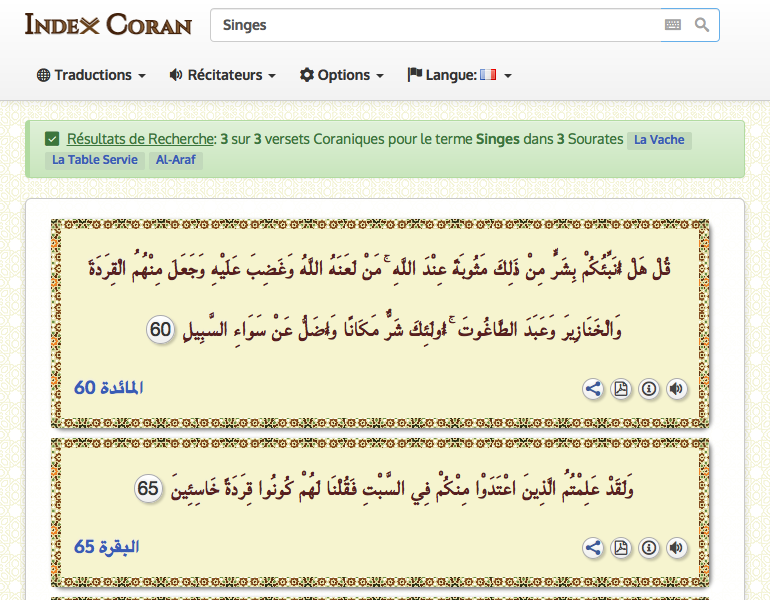 INDEX CORAN
Singes
Traductions
Récitateurs
Options
Langue:
Résultats de Recherche: 3 sur 3 versets Coraniques pour le terme Singes dans 3 Sourates La Vache
La Table Servie Al-Araf
قُلْ هَلْ أُنَبِّئُكُمْ بِشَرٍّ مِنْ ذَلِكَ مَثُوبَةً عِنْدَ اللَّهِ ۚ مَنْ لَعَنَهُ اللَّهُ وَغَضِبَ عَلَيْهِ وَجَعَلَ مِنْهُمُ الْقِرَدَةَ
وَالْخَنَازِيرَ وَعَبَدَ الطَّاغُوتَ ۚ أُولَئِكَ شَرٌّ مَكَانًا وَأَضَلُّ عَنْ سَوَاءِ السَّبِيلِ 60
المائدة 60
وَلَقَدْ عَلِمْتُمُ الَّذِينَ اعْتَدَوْا مِنْكُمْ فِي السَّبْتِ فَقُلْنَا لَهُمْ كُونُوا قِرَدَةً خَاسِئِينَ 65
البقرة 65